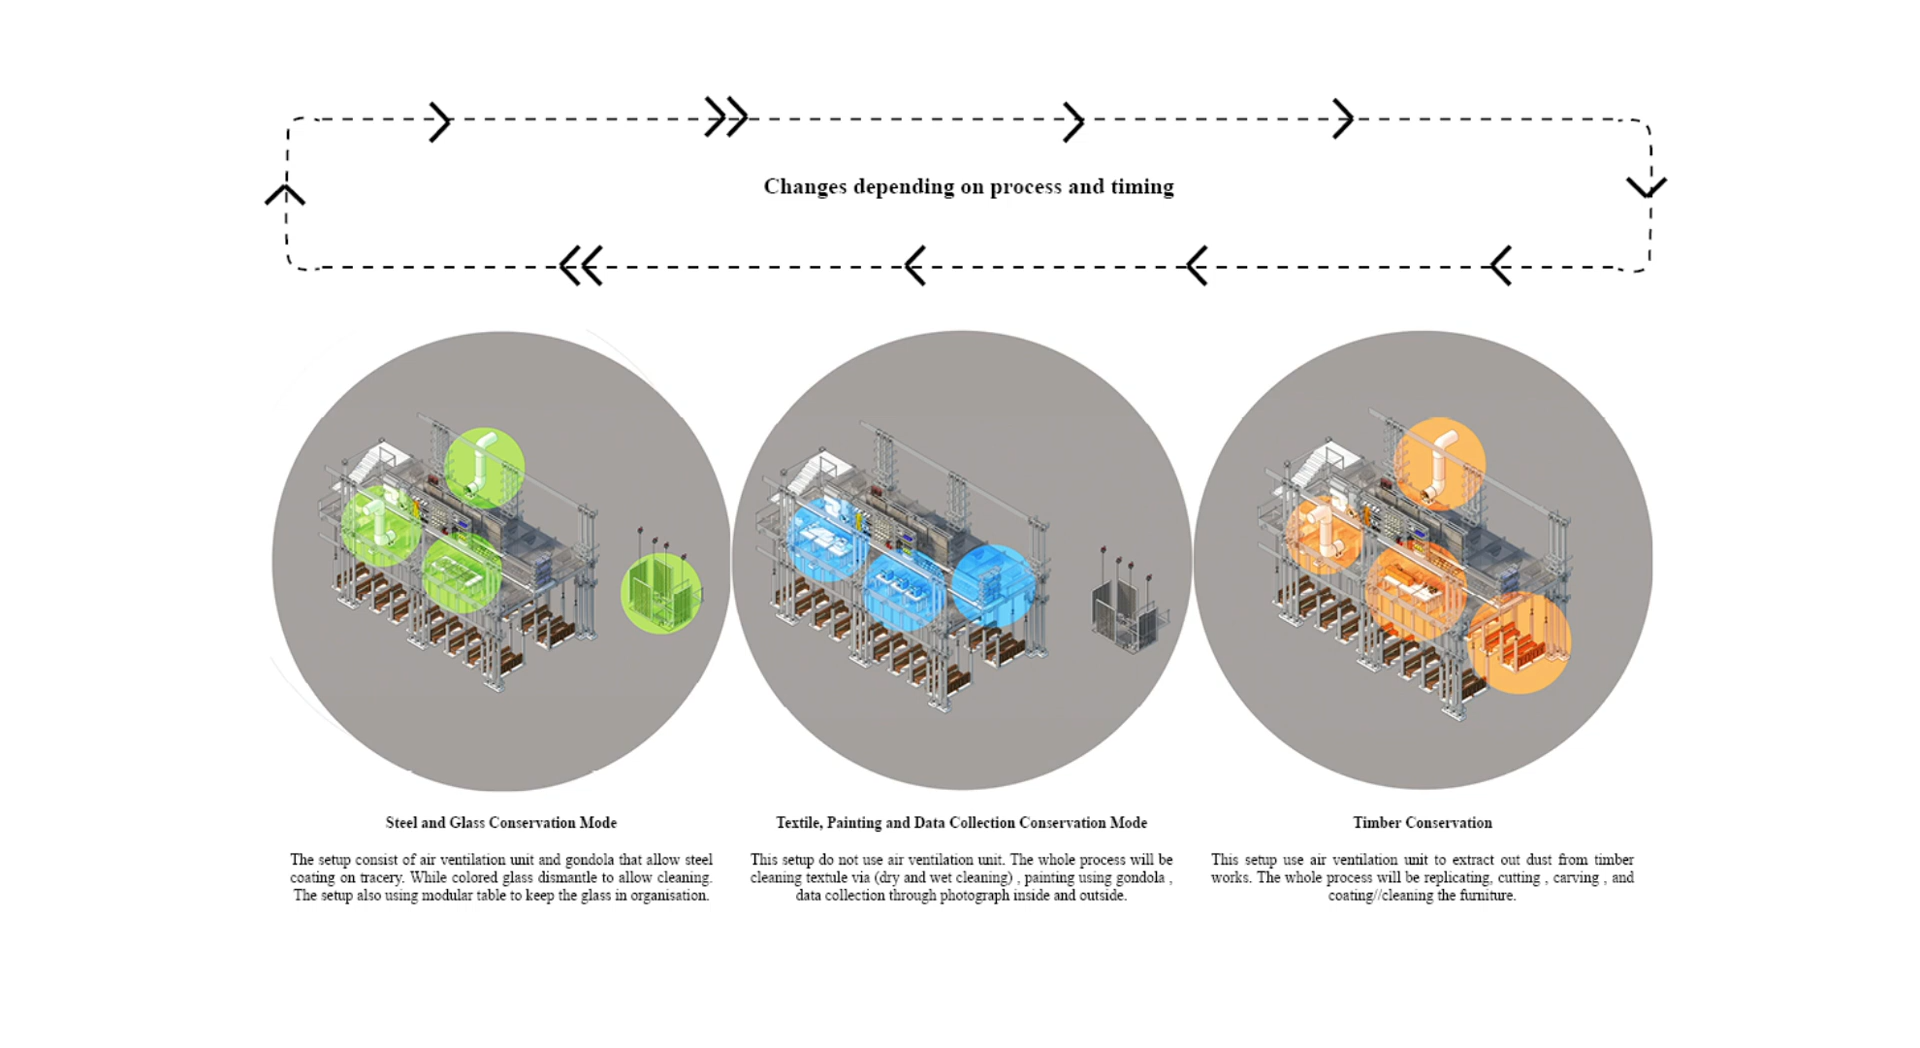 Changes depending on process and timing
Steel and Glass Conservation Mode
The setup consist of air ventilation unit and gondola that allow steel
coating on tracery. While colored glass dismantle to allow cleaning.
The setup also using modular table to keep the glass in organisation.
Textile, Painting and Data Collection Conservation Mode
This setup do not use air ventilation unit. The whole process will be
cleaning textule via (dry and wet cleaning) , painting using gondola ,
data collection through photograph inside and outside.
Timber Conservation
This setup use air ventilation unit to extract out dust from timber
works. The whole process will be replicating, cutting , carving , and
coating//cleaning the furniture.